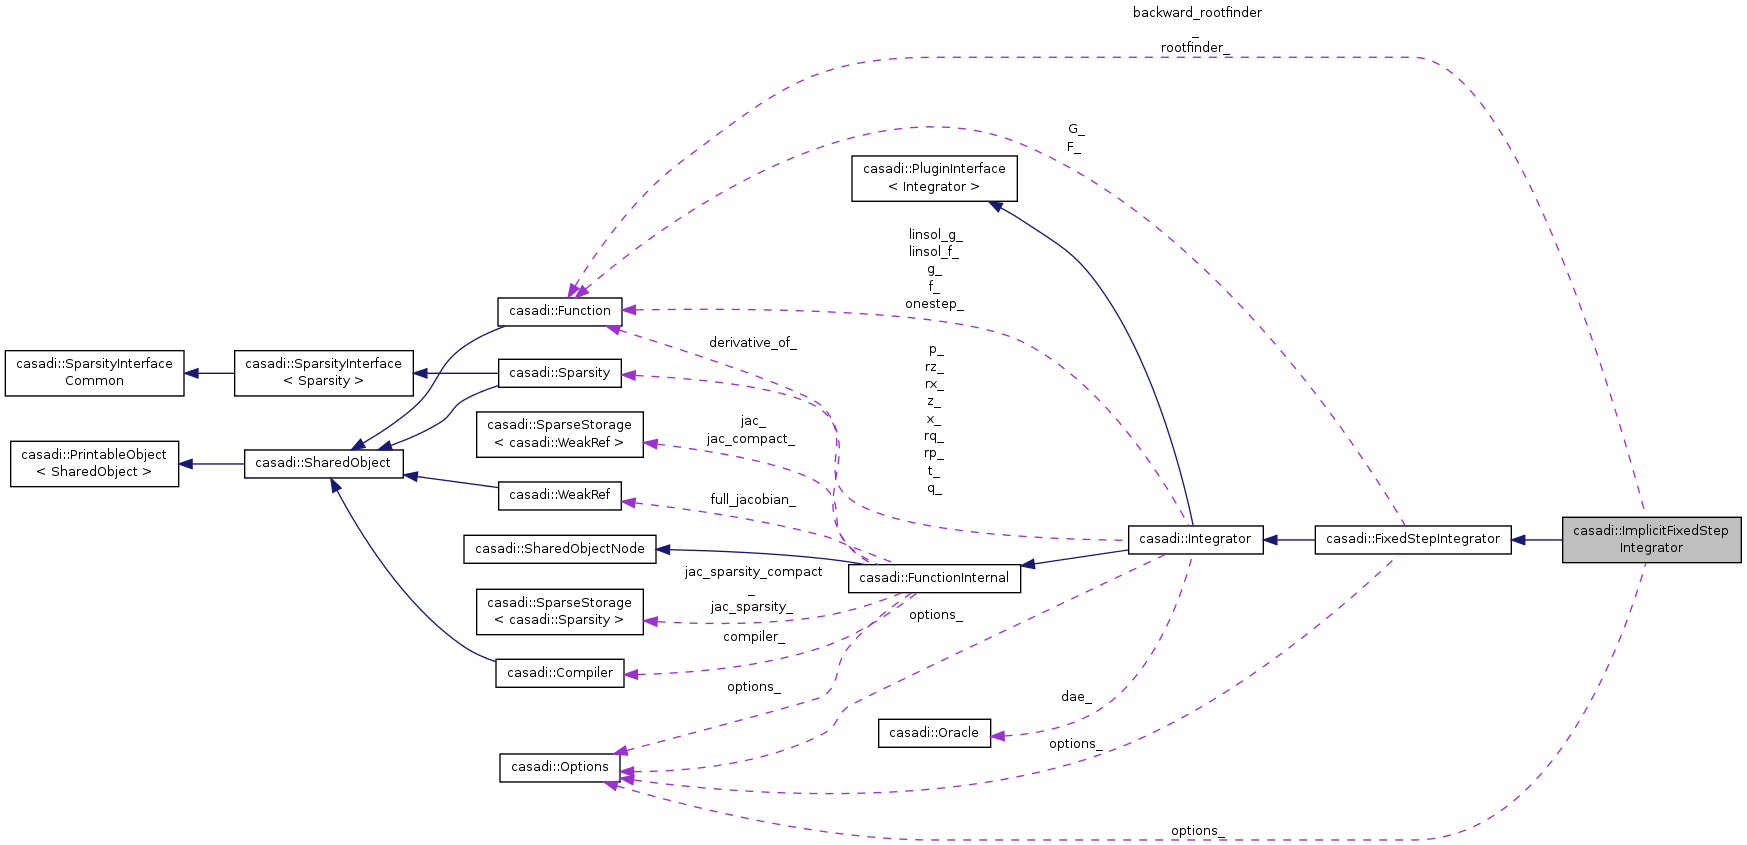 backward_rootfinder
_
rootfinder_
G_
F_
casadi::PluginInterface
< Integrator >
linsol_g_
linsol_f_
g_
f_
onestep_
casadi::Function
derivative_of_
casadi::SparsityInterface
Common
casadi::SparsityInterface
< Sparsity >
casadi::Sparsity
p_
rz_
rx_
z_
x_
rq_
rp_
t_
q_
casadi::SparseStorage
< casadi::WeakRef >
jac_
jac_compact_
casadi::PrintableObject
< SharedObject >
casadi::SharedObject
casadi::WeakRef
full_jacobian_
casadi::SharedObjectNode
casadi::Integrator
casadi::FixedStepIntegrator
casadi::ImplicitFixedStep
Integrator
casadi::FunctionInternal
jac_sparsity_compact
_
jac_sparsity_
casadi::SparseStorage
< casadi::Sparsity >
options_
compiler_
casadi::Compiler
options_
dae_
casadi::Oracle
options_
casadi::Options
options_